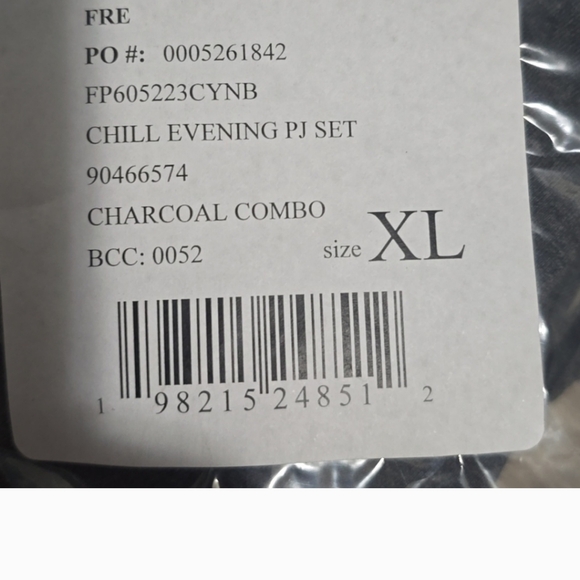 FRE
PO #: 0005261842
FP605223CYNB
CHILL EVENING PJ SET
90466574
CHARCOAL COMBO
BCC: 0052
size XL
1 98215 24851 2